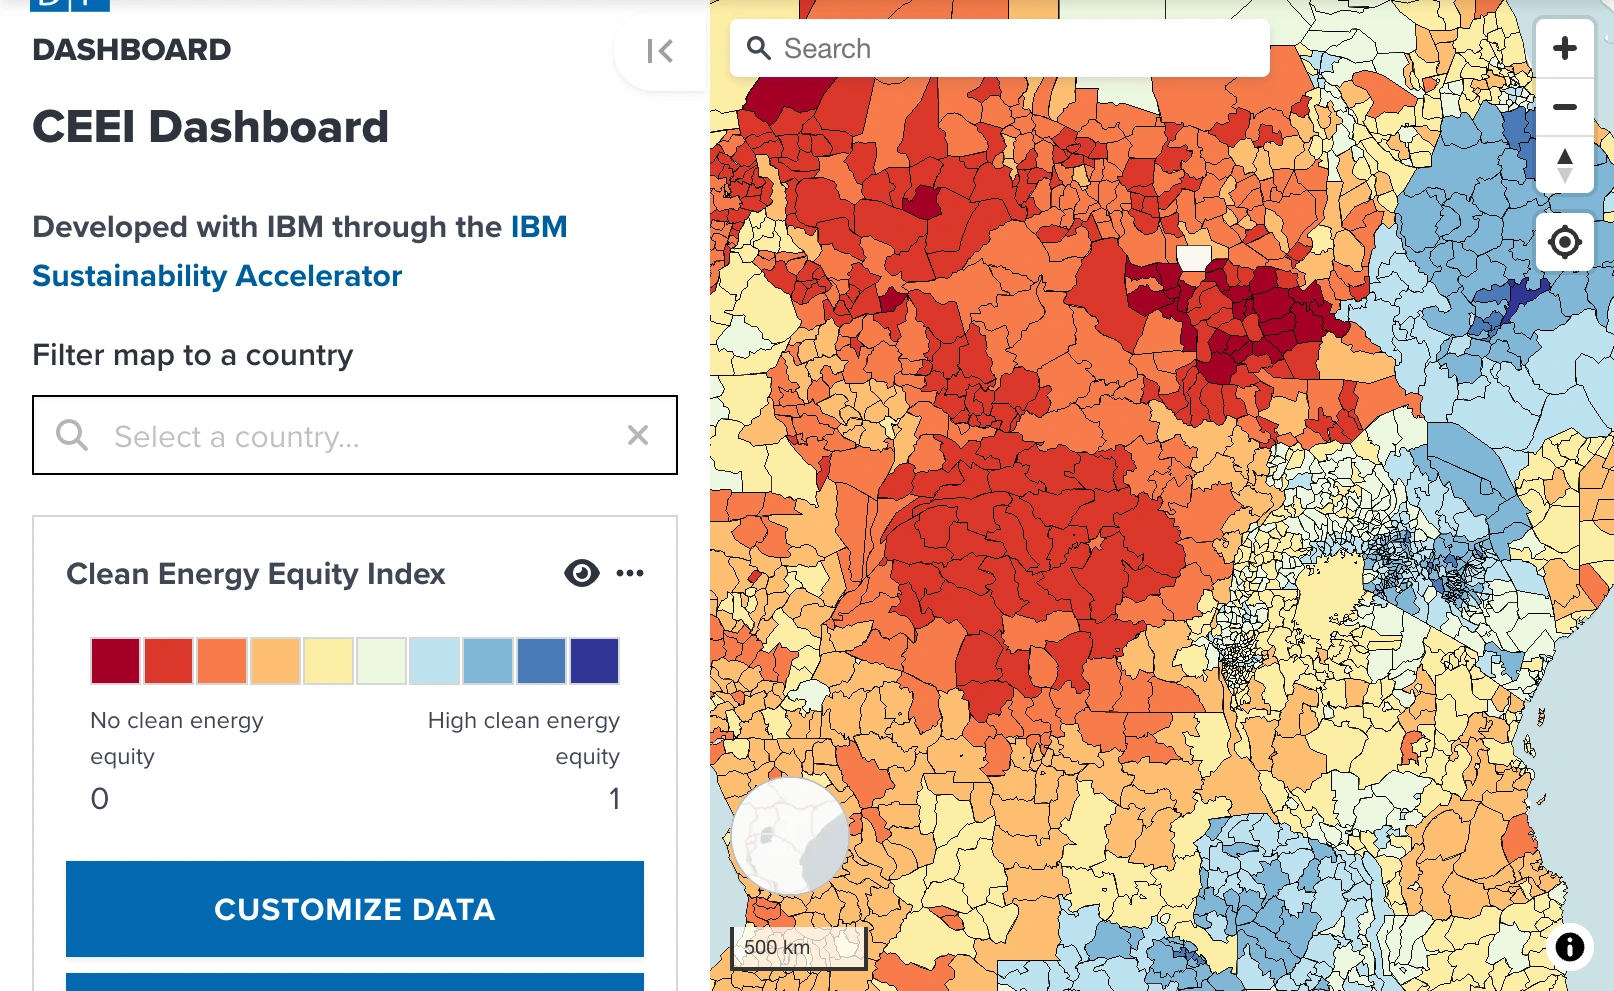 DASHBOARD
CEEI Dashboard
Developed with IBM through the IBM
Sustainability Accelerator
Filter map to a country
Select a country...
Clean Energy Equity Index
No clean energy
equity
0
High clean energy
equity
1
CUSTOMIZE DATA
Search
500 km